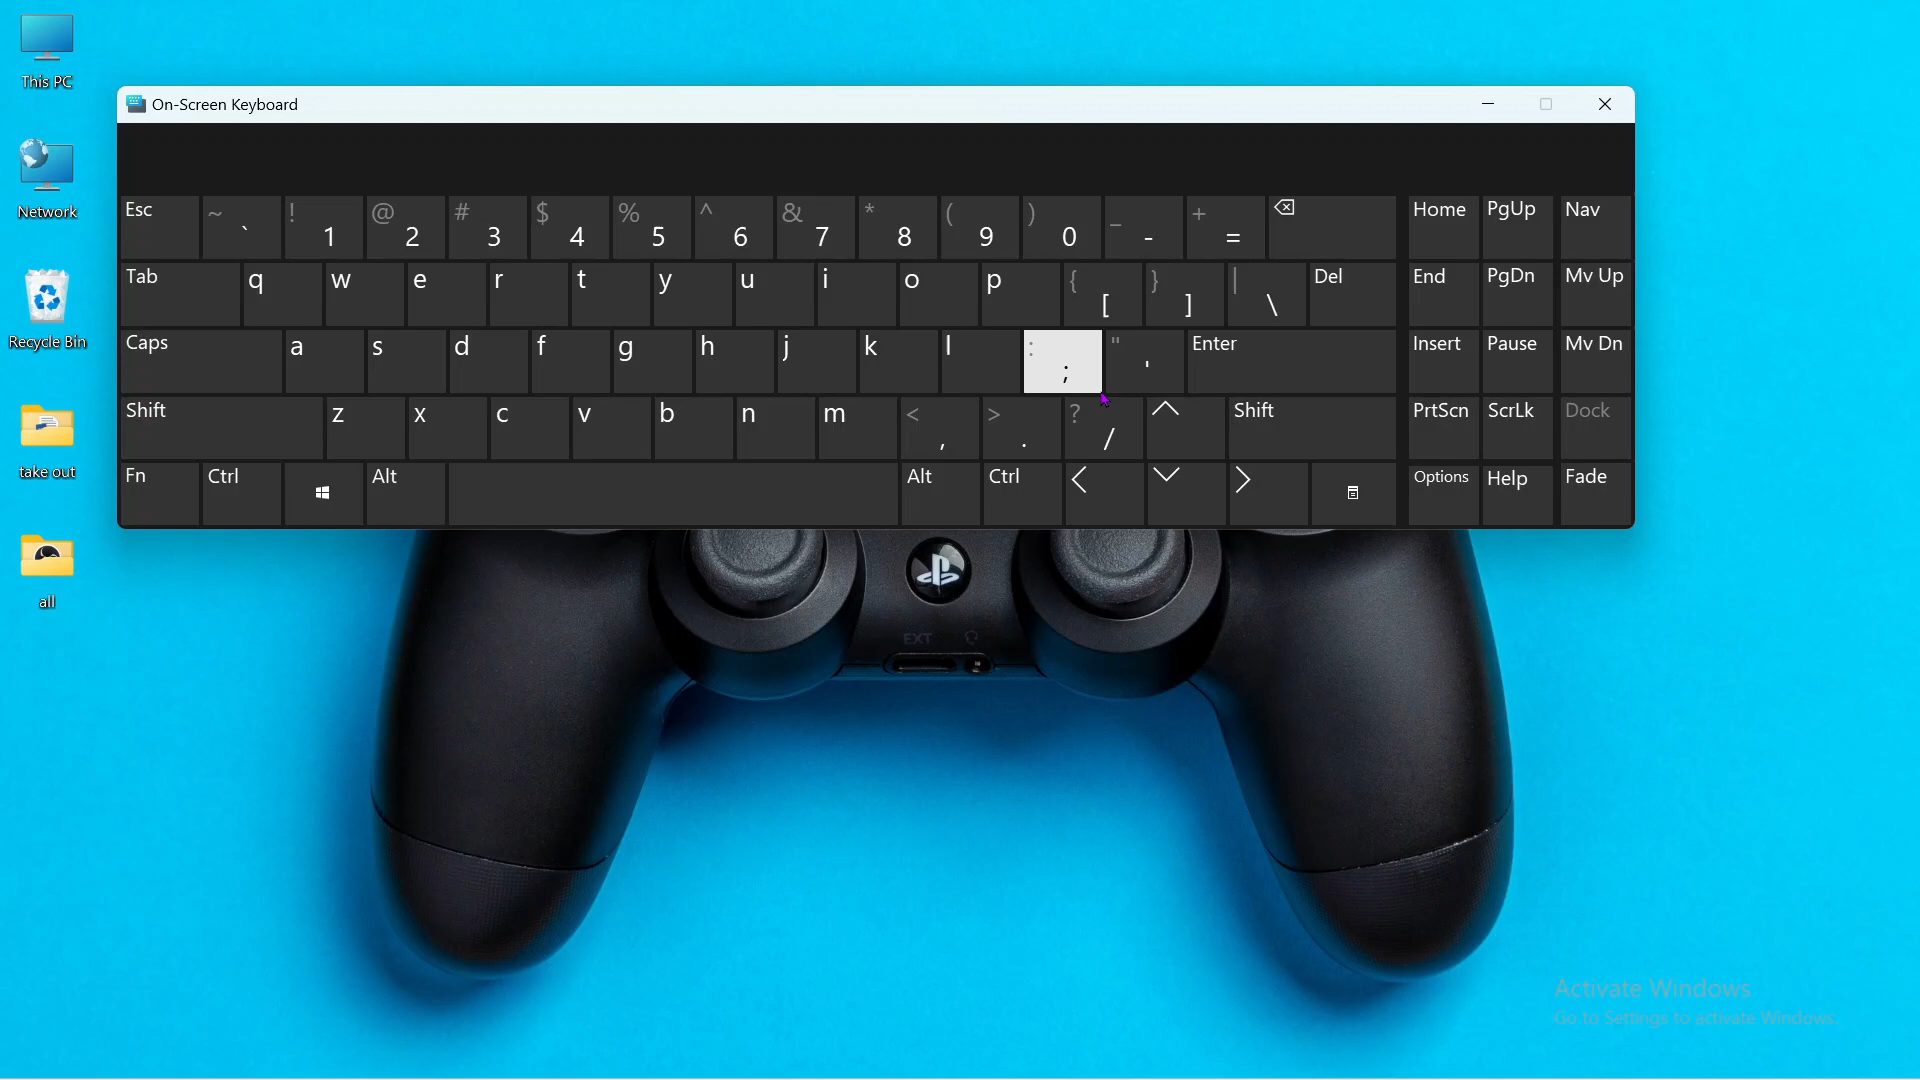 This PC
Network
Recycle Bin
take out
all
On-Screen Keyboard
Esc ~ ` ! 1 @ 2 # 3 $ 4 % 5 ^ 6 & 7 * 8 ( 9 ) 0 _ - + = Home PgUp Nav
Tab q w e r t y u i o p { [ } ] | \ Del End PgDn Mv Up
Caps a s d f g h j k l : ; " ' Enter Insert Pause Mv Dn
Shift z x c v b n m < , > . ? / Shift PrtScn ScrLk Dock
Fn Ctrl Alt Alt Ctrl Options Help Fade
EXT
Activate Windows
Go to Settings to activate Windows.